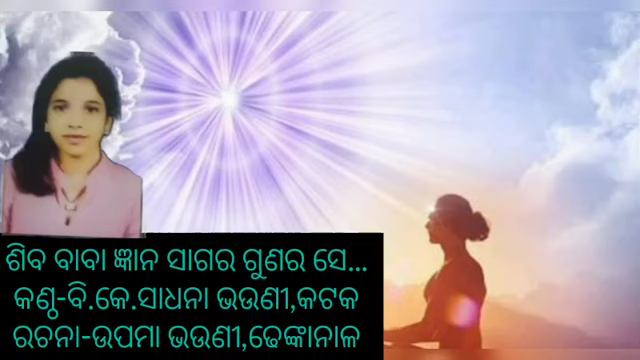 ଶିବ ବାବା ଜ୍ଞାନ ସାଗର ଗୁଣର ସେ...
କଣ୍ଠ-ବି.କେ.ସାଧନା ଭଉଣୀ,କଟକ
ରଚନା-ଉପମା ଭଉଣୀ,ଢେଙ୍କାନାଳ